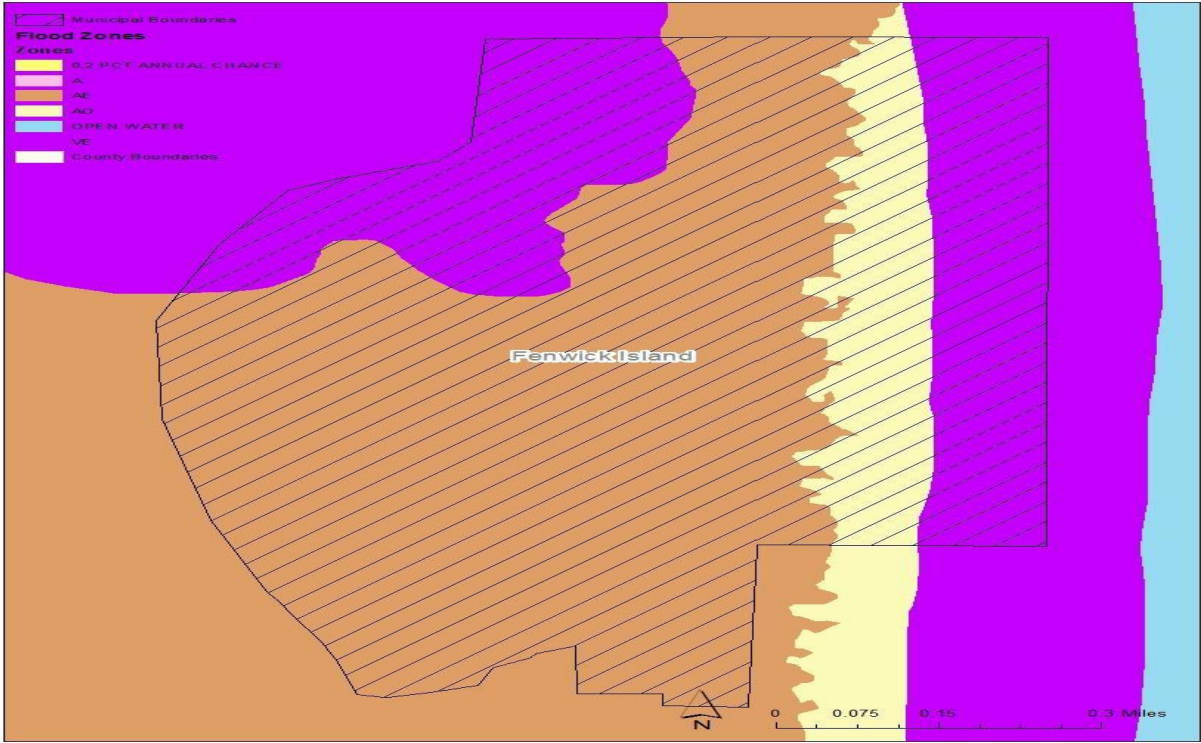 Municipal Boundaries
Flood Zones
Zones
0.2 PCT ANNUAL CHANCE
A
AE
AO
OPEN WATER
VE
County Boundaries
Fenwick Island
N
0 0.075 0.15 0.3 Miles